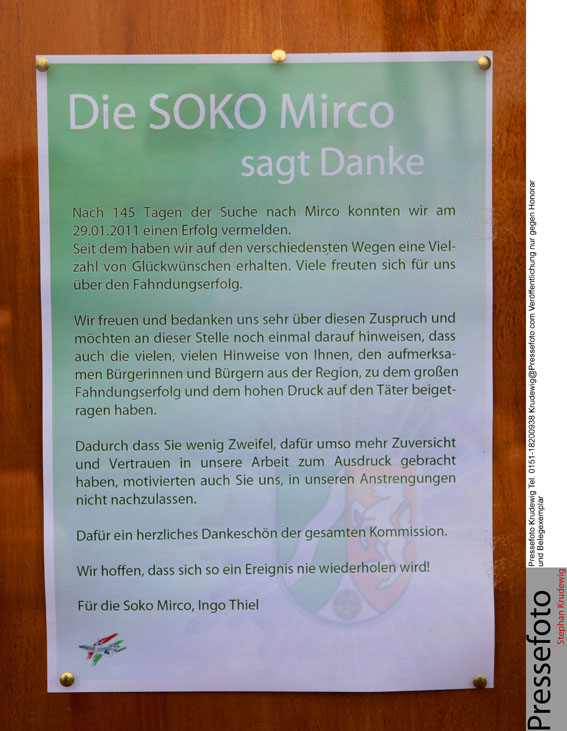 Die SOKO Mirco
sagt Danke
Nach 145 Tagen der Suche nach Mirco konnten wir am
29.01.2011 einen Erfolg vermelden.
Seit dem haben wir auf den verschiedensten Wegen eine Viel-
zahl von Glückwünschen erhalten. Viele freuten sich für uns
über den Fahndungserfolg.
Wir freuen und bedanken uns sehr über diesen Zuspruch und
möchten an dieser Stelle noch einmal darauf hinweisen, dass
auch die vielen, vielen Hinweise von Ihnen, den aufmerksa-
men Bürgerinnen und Bürgern aus der Region, zu dem großen
Fahndungserfolg und dem hohen Druck auf den Täter beiget-
ragen haben.
Dadurch dass Sie wenig Zweifel, dafür umso mehr Zuversicht
und Vertrauen in unsere Arbeit zum Ausdruck gebracht
haben, motivierten auch Sie uns, in unseren Anstrengungen
nicht nachzulassen.
Dafür ein herzliches Dankeschön der gesamten Kommission.
Wir hoffen, dass sich so ein Ereignis nie wiederholen wird!
Für die Soko Mirco, Ingo Thiel
Pressefoto Krudewig Tel. 0151-18200938 Krudewig@Pressefoto.com Veröffentlichung nur gegen Honorar
und Belegexemplar
Pressefoto
Stephan Krudewig